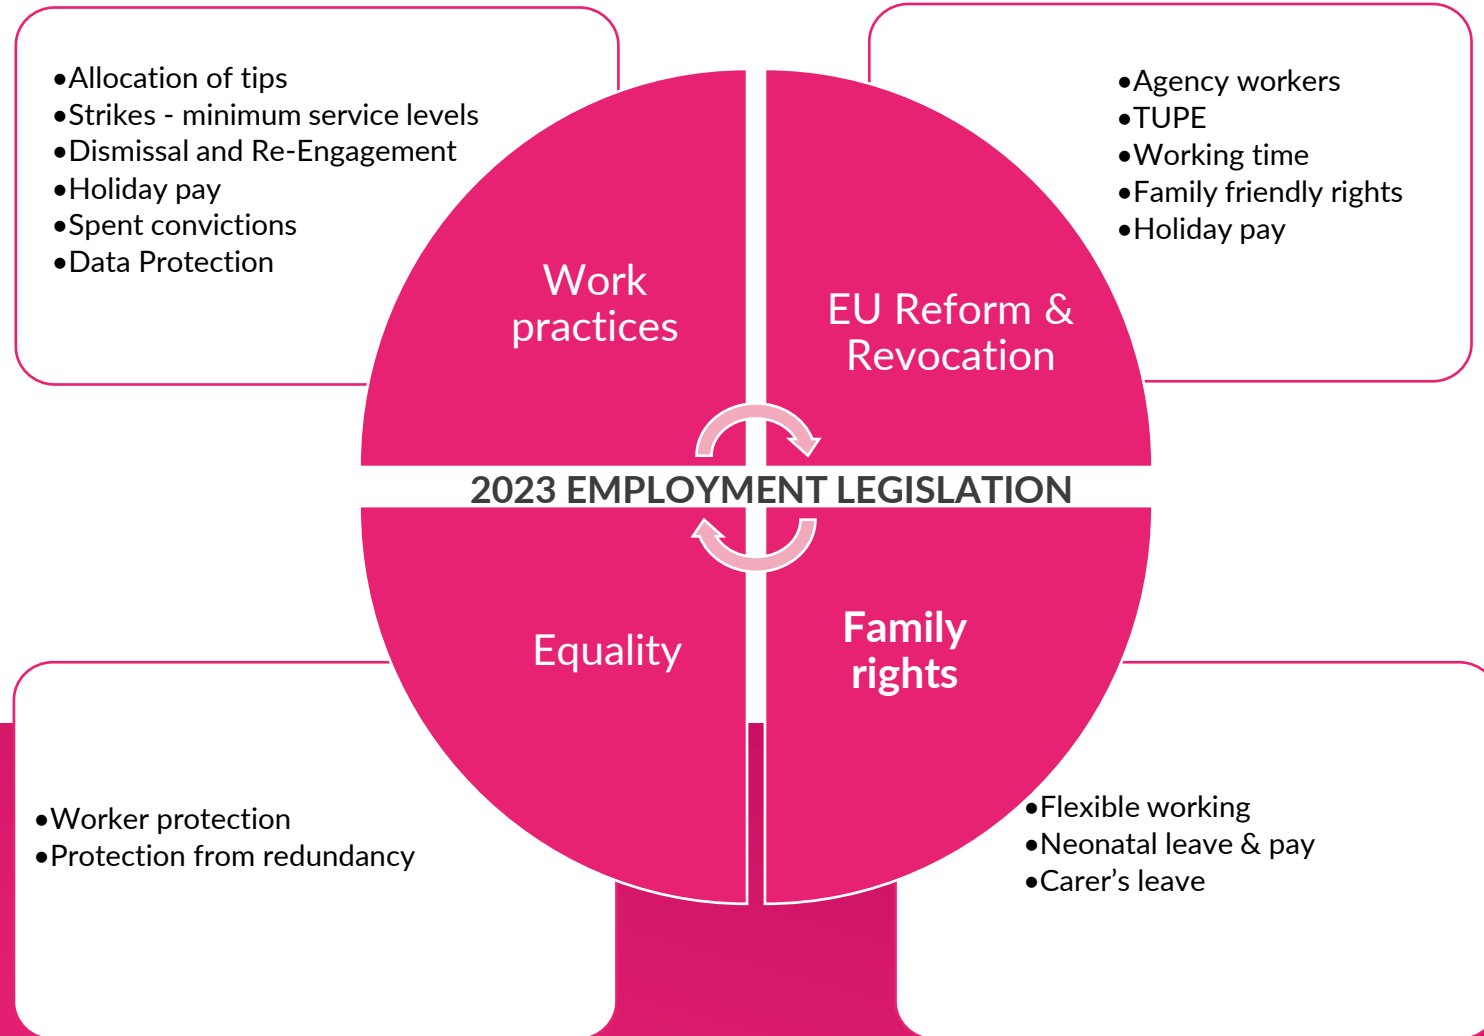 •Allocation of tips
•Strikes - minimum service levels
•Dismissal and Re-Engagement
•Holiday pay
•Spent convictions
•Data Protection
•Agency workers
•TUPE
•Working time
•Family friendly rights
•Holiday pay
Work
practices
EU Reform &
Revocation
2023 EMPLOYMENT LEGISLATION
Equality
Family
rights
•Worker protection
•Protection from redundancy
•Flexible working
•Neonatal leave & pay
•Carer’s leave